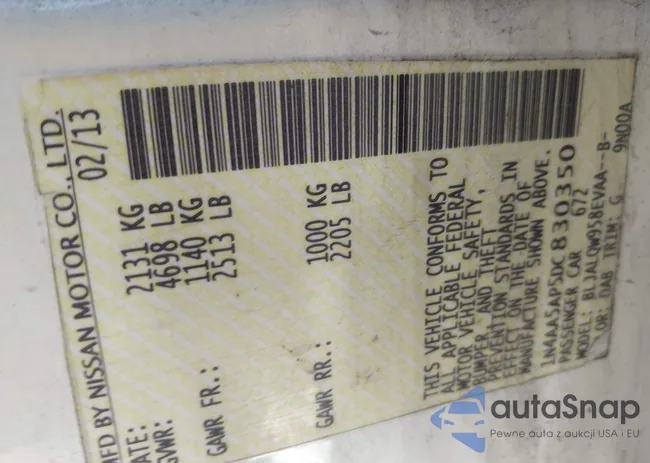 MFD BY NISSAN MOTOR CO., LTD.
DATE: 02/13
GVWR: 2131 KG
4698 LB
GAWR FR.: 1140 KG
2513 LB
GAWR RR.: 1000 KG
2205 LB
THIS VEHICLE CONFORMS TO
ALL APPLICABLE FEDERAL
MOTOR VEHICLE SAFETY,
BUMPER, AND THEFT
PREVENTION STANDARDS IN
EFFECT ON THE DATE OF
MANUFACTURE SHOWN ABOVE.
1N4AA5AP5DC830350
PASSENGER CAR 672
MODEL: BLJALQW958EVAA--B-
OR: QAB TRIM: G 9N00A
autaSnap
Pewne auta z aukcji USA i EU